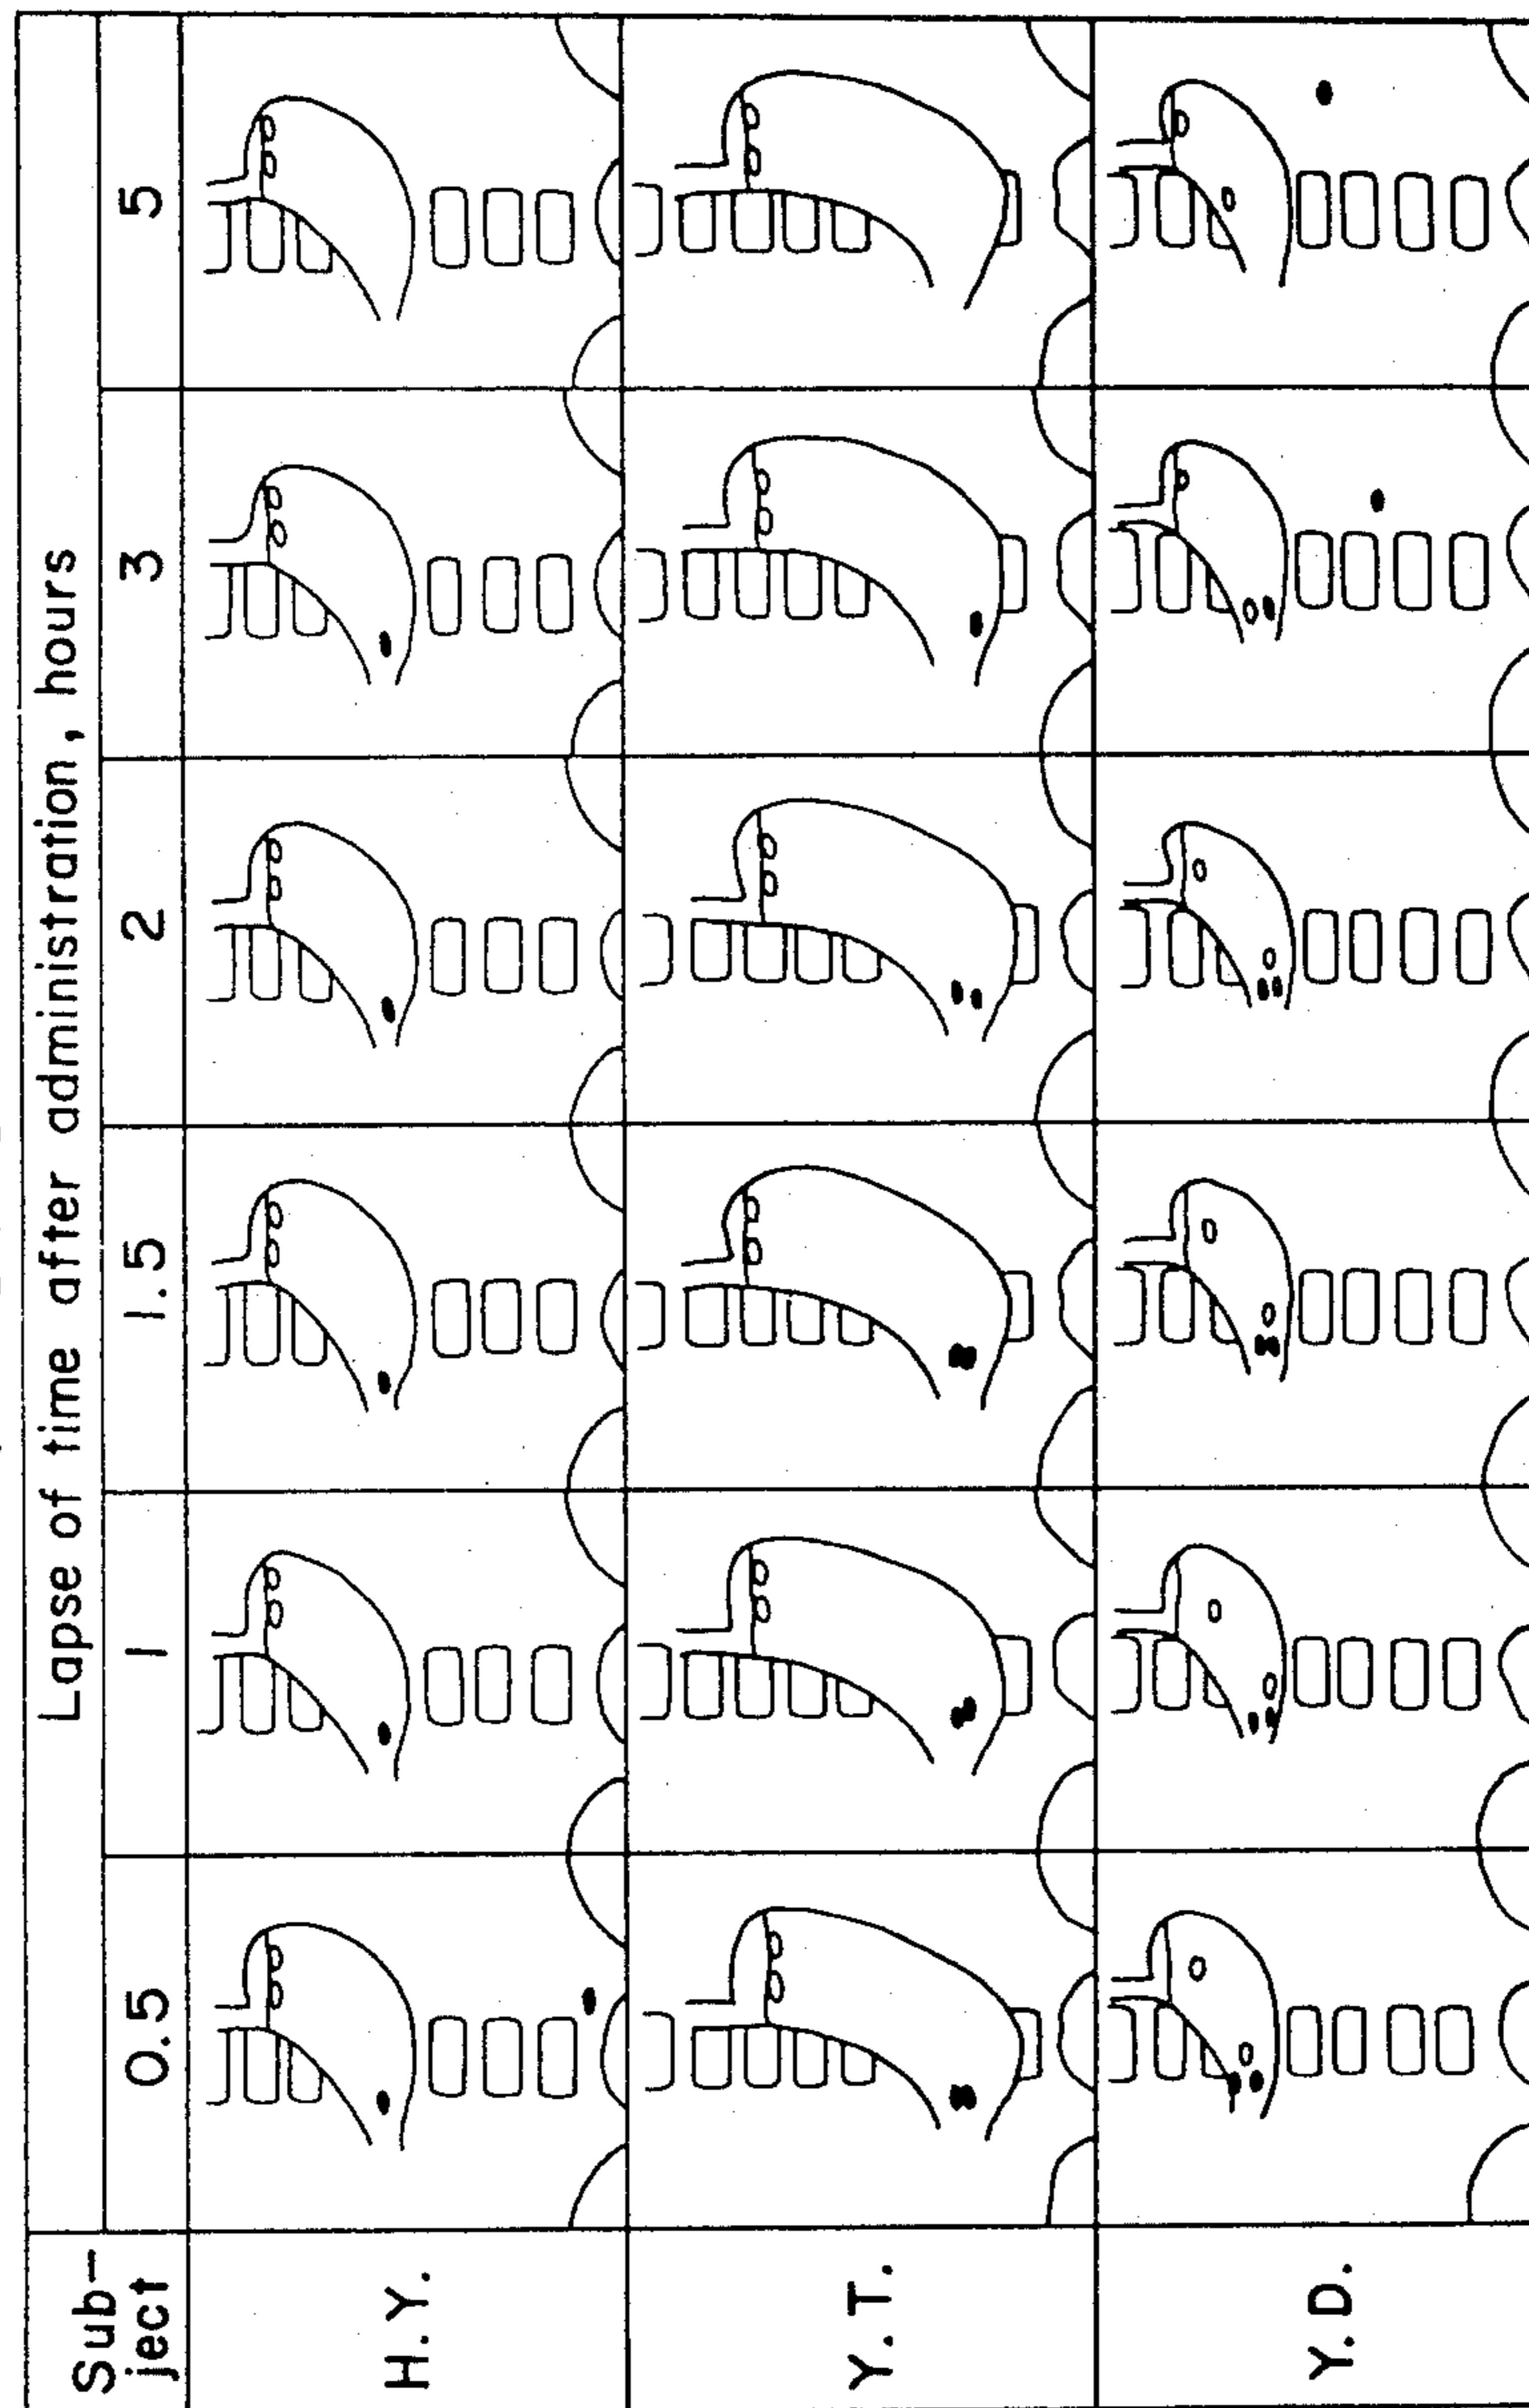 Lapse of time after administration, hours
Sub-
ject
0.5 1 1.5 2 3 5
H.Y.
Y.T.
Y.D.